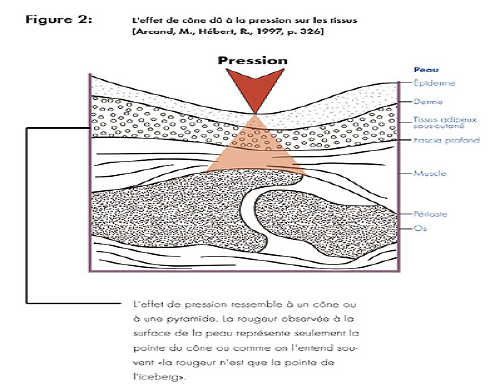 Figure 2:
L'effet de cône dû à la pression sur les tissus
[Arcand, M., Hébert, R., 1997, p. 326]
Pression
Peau
Épiderme
Derme
Tissus adipeux
sous-cutané
Fascia profond
Muscle
Périoste
Os
L'effet de pression ressemble à un cône ou
à une pyramide. La rougeur observée à la
surface de la peau représente seulement la
pointe du cône ou comme on l'entend sou-
vent «la rougeur n'est que la pointe de
l'iceberg».